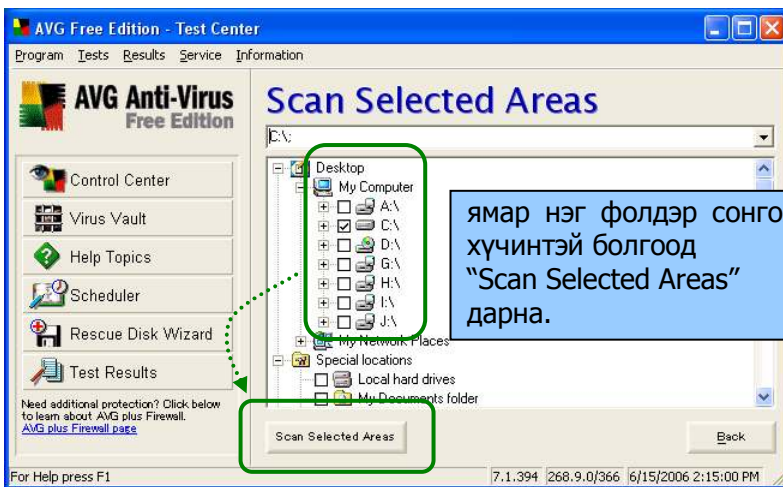 AVG Free Edition - Test Center
Program Tests Results Service Information
AVG Anti-Virus
Free Edition
Control Center
Virus Vault
Help Topics
Scheduler
Rescue Disk Wizard
Test Results
Need additional protection? Click below
to learn about AVG plus Firewall.
AVG plus Firewall page
Scan Selected Areas
C:\;
Desktop
My Computer
A:\
C:\
D:\
G:\
H:\
I:\
J:\
My Network Places
Special locations
Local hard drives
My Documents folder
ямар нэг фолдэр сонго
хүчинтэй болгоод
“Scan Selected Areas”
дарна.
Scan Selected Areas
Back
For Help press F1
7.1.394 268.9.0/366 6/15/2006 2:15:00 PM